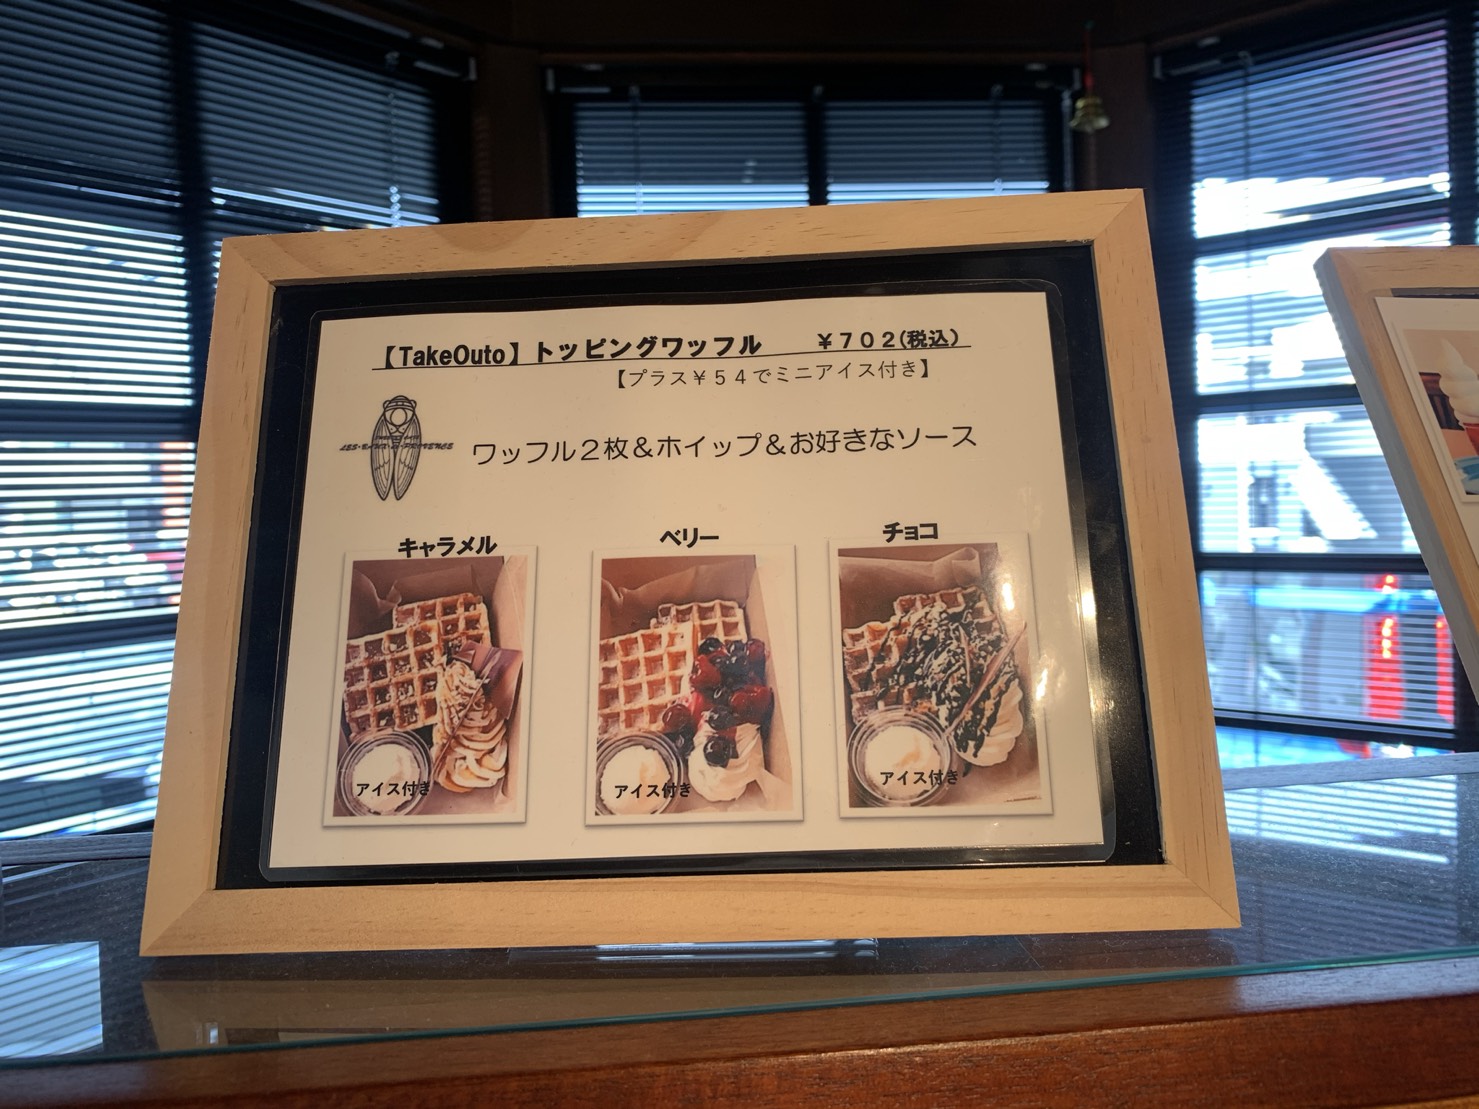 【TakeOuto】トッピングワッフル ¥702(税込)
【プラス¥54でミニアイス付き】
ワッフル2枚&ホイップ&お好きなソース
キャラメル
ベリー
チョコ
アイス付き
アイス付き
アイス付き